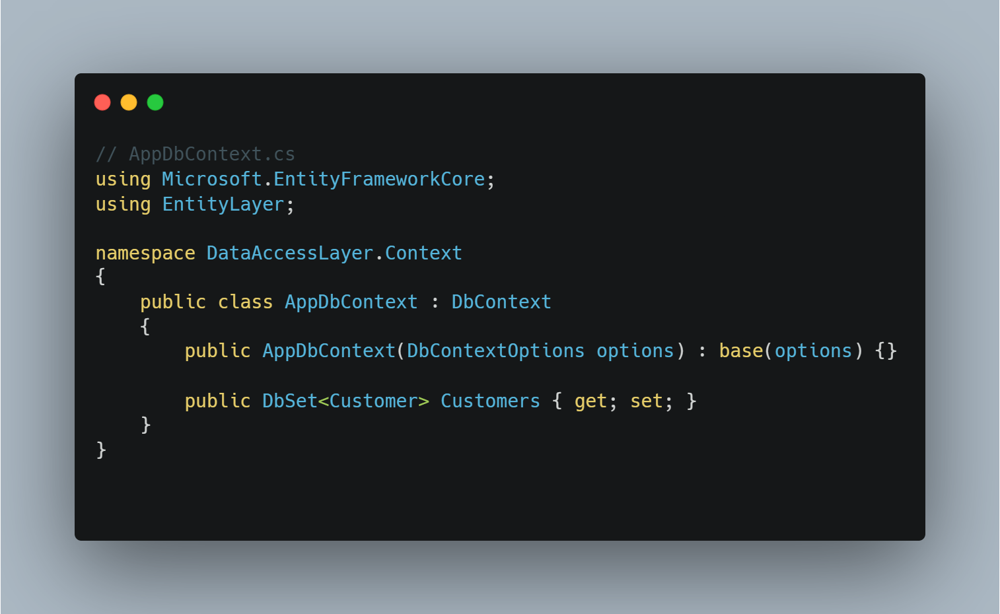 // AppDbContext.cs
using Microsoft.EntityFrameworkCore;
using EntityLayer;

namespace DataAccessLayer.Context
{
    public class AppDbContext : DbContext
    {
        public AppDbContext(DbContextOptions options) : base(options) {}

        public DbSet<Customer> Customers { get; set; }
    }
}